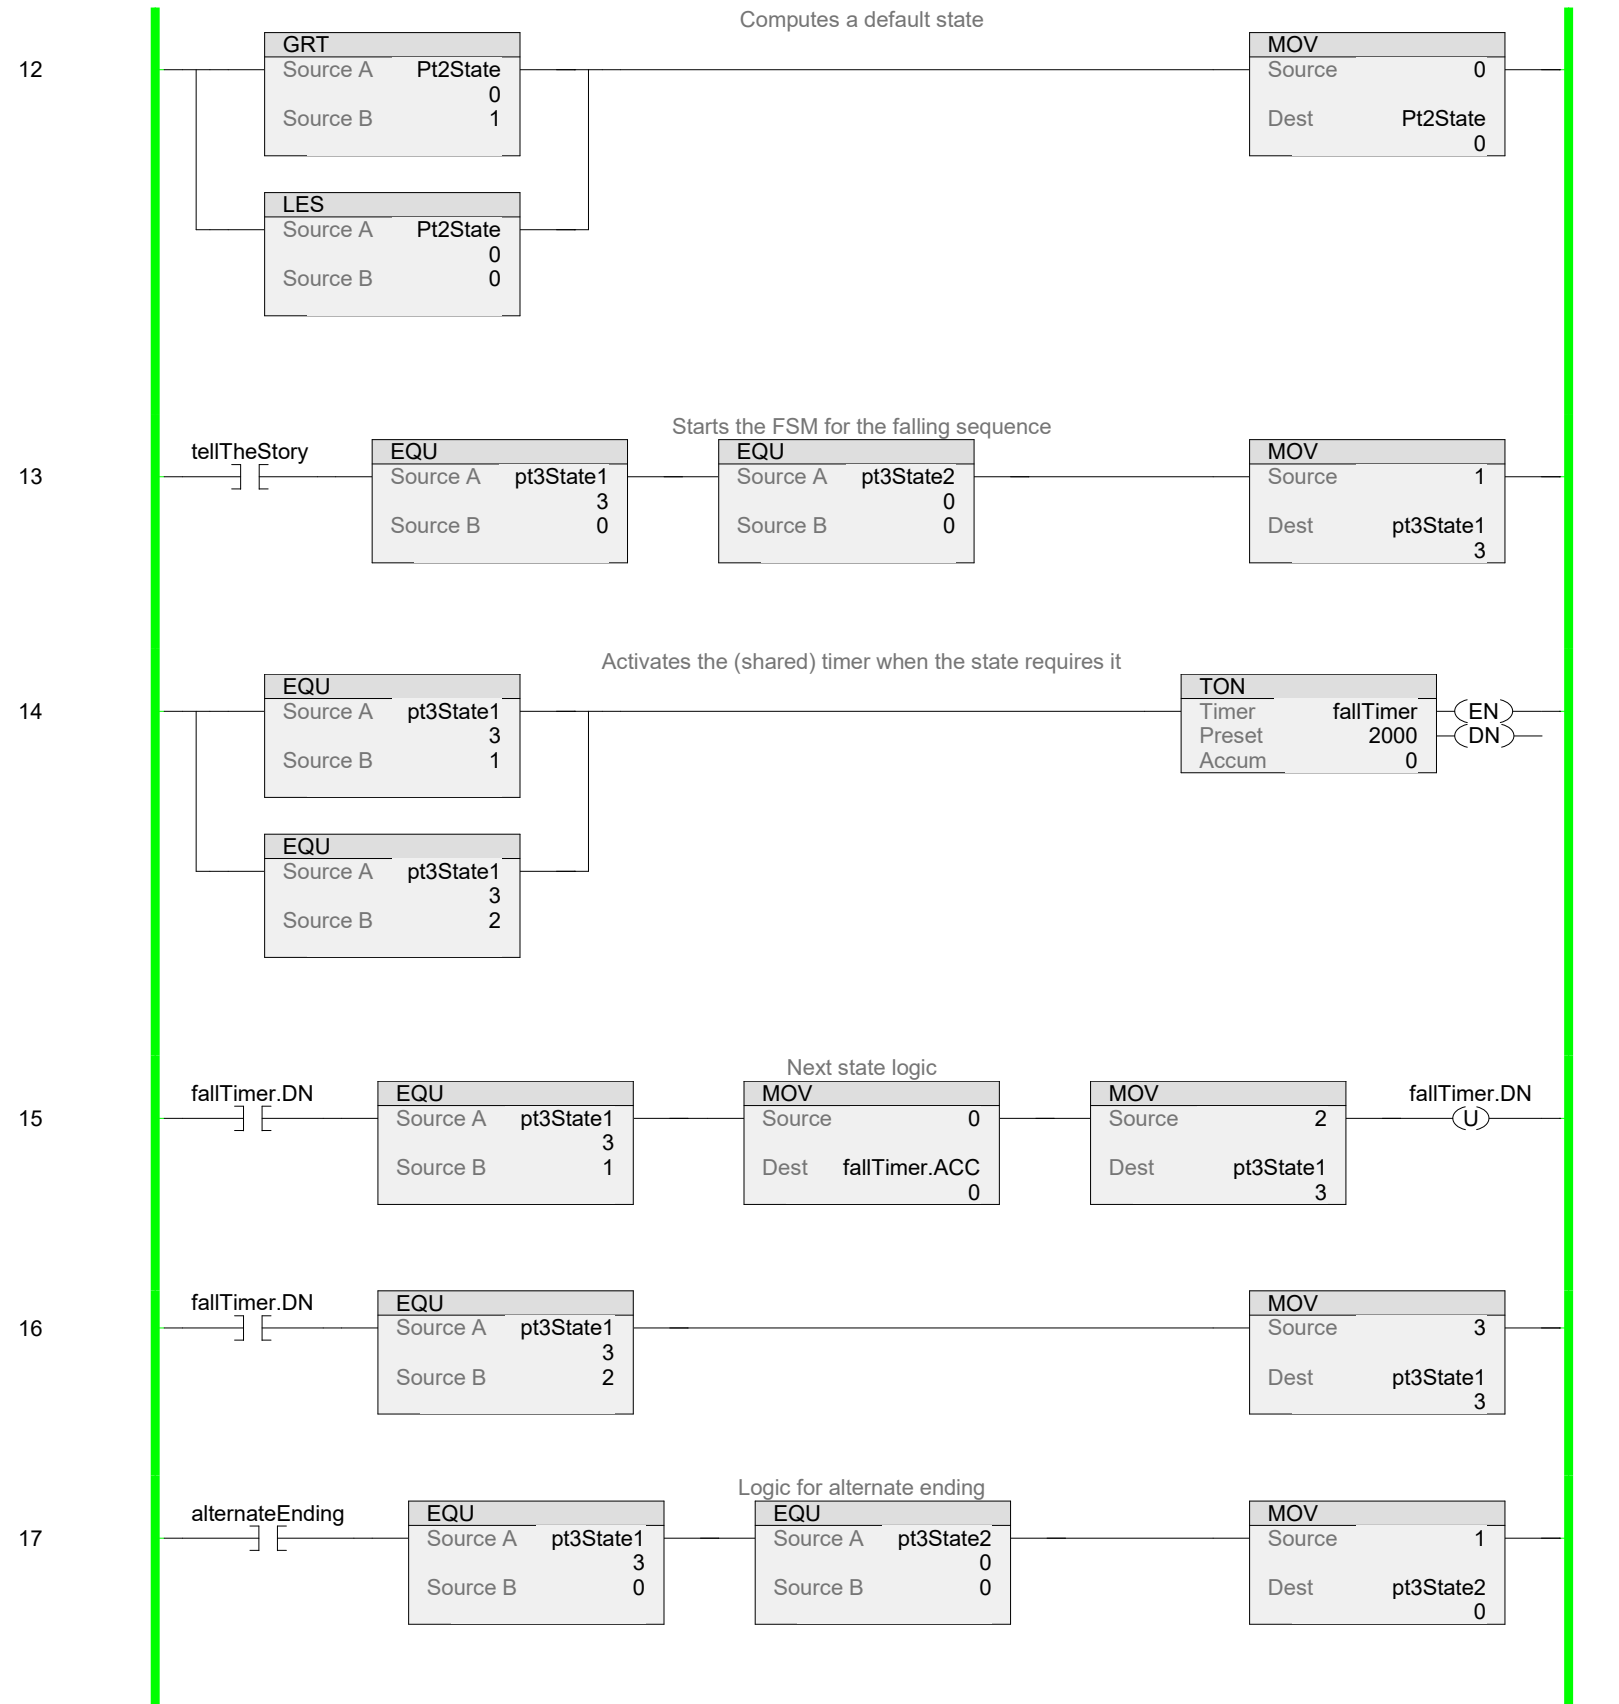 Computes a default state
12
GRT
Source A Pt2State
0
Source B 1
MOV
Source 0
Dest Pt2State
0
LES
Source A Pt2State
0
Source B 0
Starts the FSM for the falling sequence
13
tellTheStory
EQU
Source A pt3State1
3
Source B 0
EQU
Source A pt3State2
0
Source B 0
MOV
Source 1
Dest pt3State1
3
Activates the (shared) timer when the state requires it
14
EQU
Source A pt3State1
3
Source B 1
TON
Timer fallTimer
Preset 2000
Accum 0
EN
DN
EQU
Source A pt3State1
3
Source B 2
Next state logic
15
fallTimer.DN
EQU
Source A pt3State1
3
Source B 1
MOV
Source 0
Dest fallTimer.ACC
0
MOV
Source 2
Dest pt3State1
3
fallTimer.DN
U
16
fallTimer.DN
EQU
Source A pt3State1
3
Source B 2
MOV
Source 3
Dest pt3State1
3
Logic for alternate ending
17
alternateEnding
EQU
Source A pt3State1
3
Source B 0
EQU
Source A pt3State2
0
Source B 0
MOV
Source 1
Dest pt3State2
0